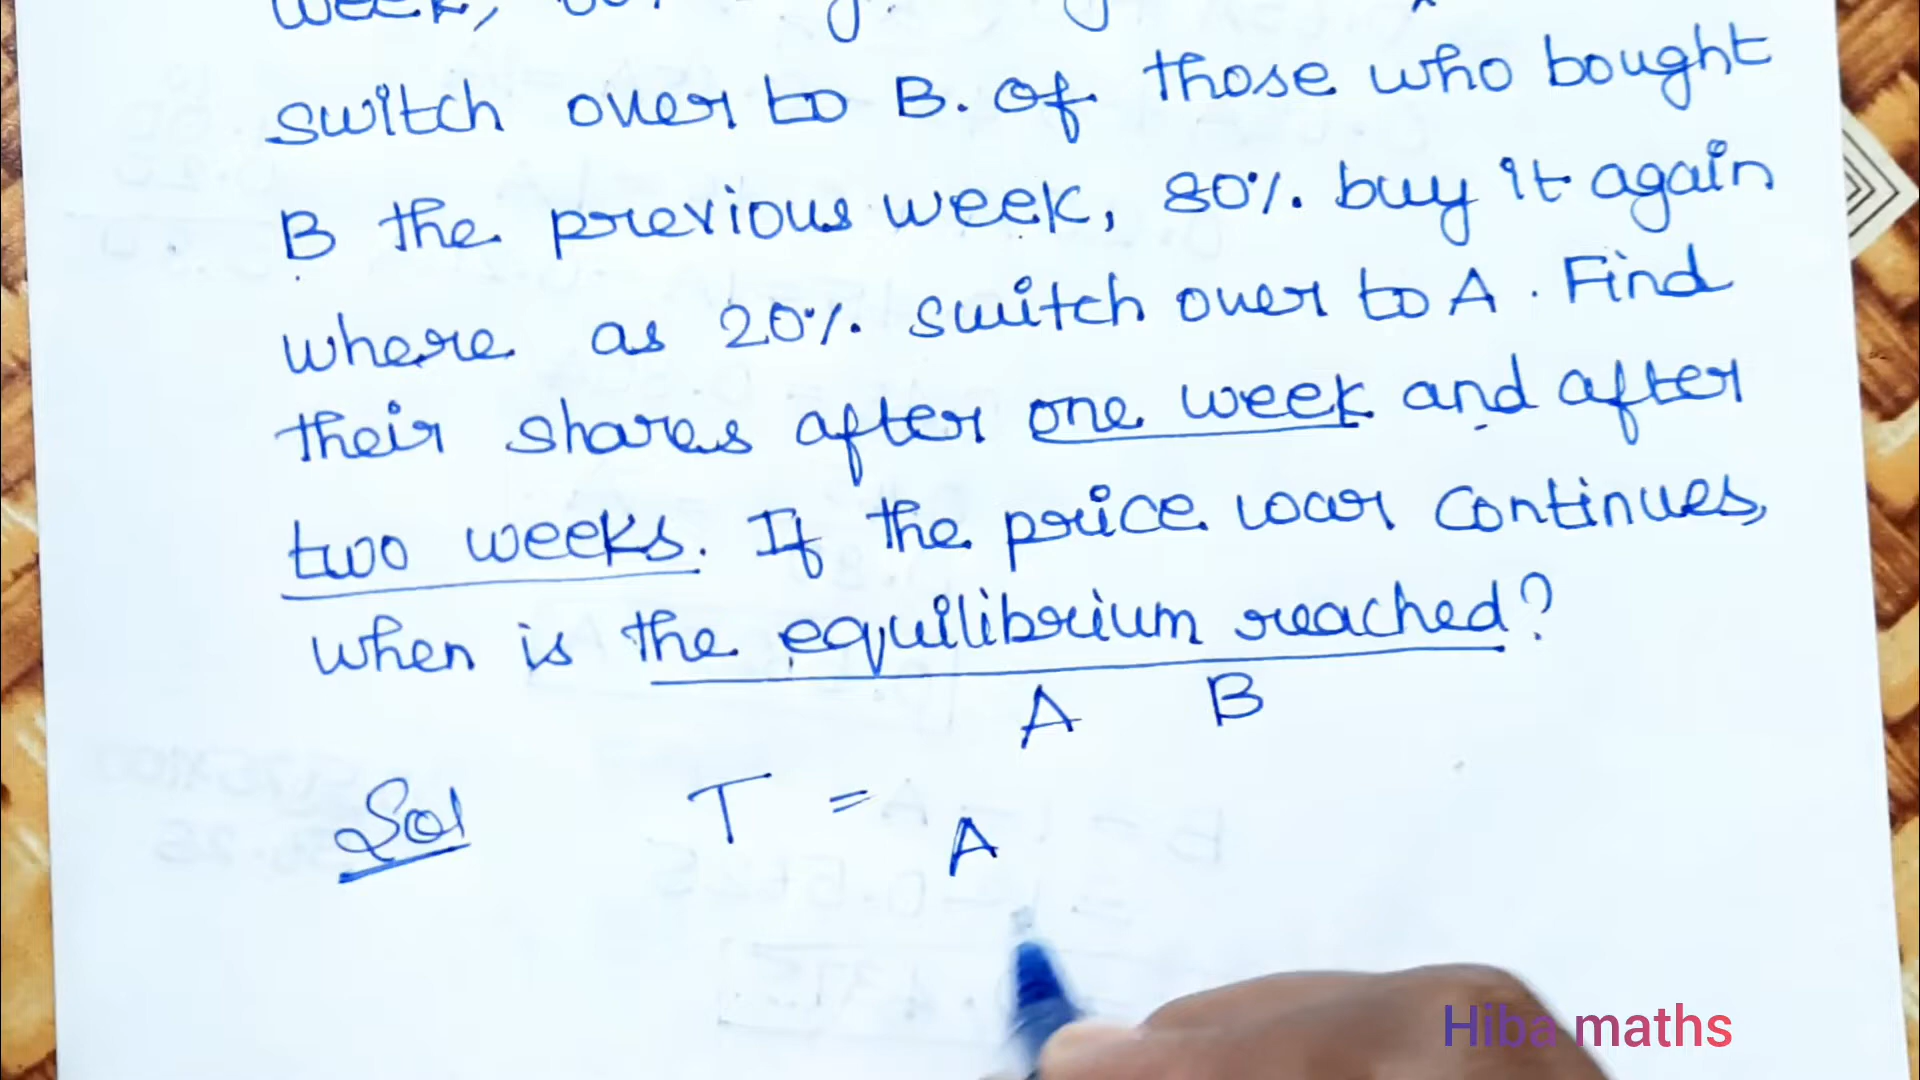 week,
switch over to B. Of those who bought
B the previous week, 80%. buy it again
where as 20%. switch over to A. Find
their shares after one week and after
two weeks. If the price war continues,
when is the equilibrium reached?
A B
Sol T =
A
Hiba maths